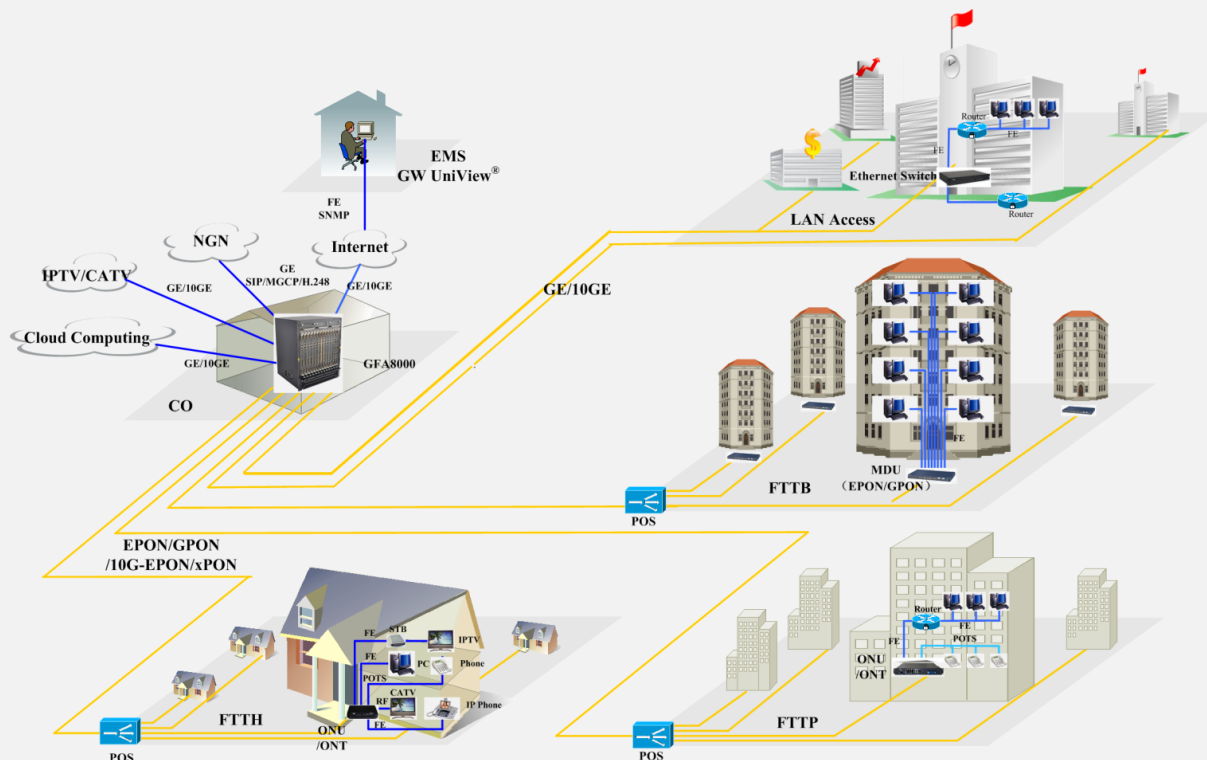 EMS
GW UniView®
FE
SNMP
NGN
Internet
IPTV/CATV
GE
SIP/MGCP/H.248
GE/10GE
GE/10GE
Cloud Computing
GE/10GE
GFA8000
CO
GE/10GE
Router
FE
FE
Ethernet Switch
Router
LAN Access
FE
MDU
（EPON/GPON）
FTTB
POS
EPON/GPON
/10G-EPON/xPON
STB
FE
IPTV
FE
PC
Phone
POTS
CATV
RF
IP Phone
FE
FTTH
ONU
/ONT
POS
Router
FE
FE
POTS
ONU
/ONT
FTTP
POS